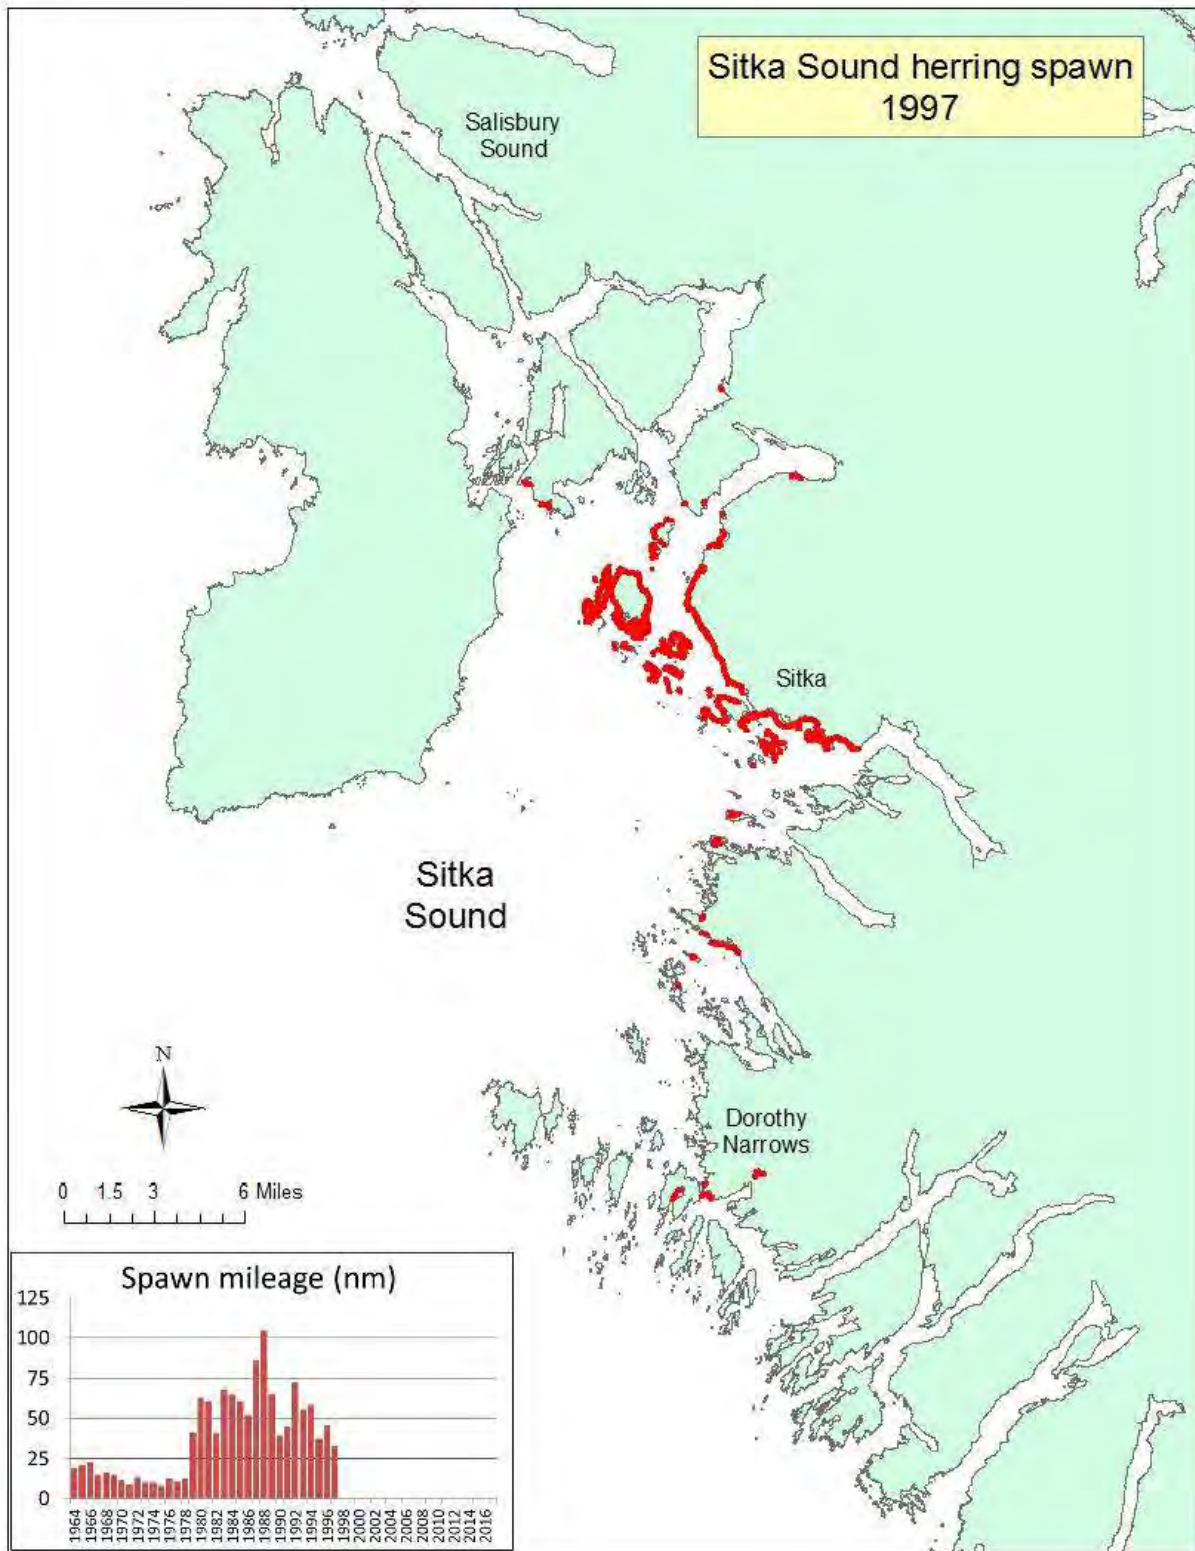 Sitka Sound herring spawn
1997
Salisbury
Sound
Sitka
Sitka
Sound
N
Dorothy
Narrows
0 1.5 3 6 Miles
Spawn mileage (nm)
125
100
75
50
25
0
1964 1966 1968 1970 1972 1974 1976 1978 1980 1982 1984 1986 1988 1990 1992 1994 1996 1998 2000 2002 2004 2006 2008 2010 2012 2014 2016